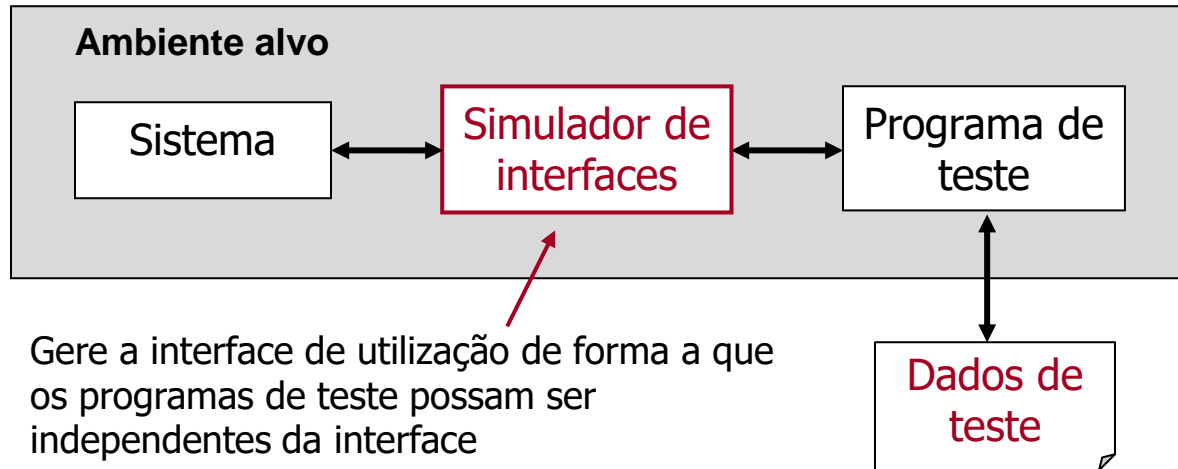 Ambiente alvo
Sistema
Simulador de
interfaces
Programa de
teste
Gere a interface de utilização de forma a que
os programas de teste possam ser
independentes da interface
Dados de
teste